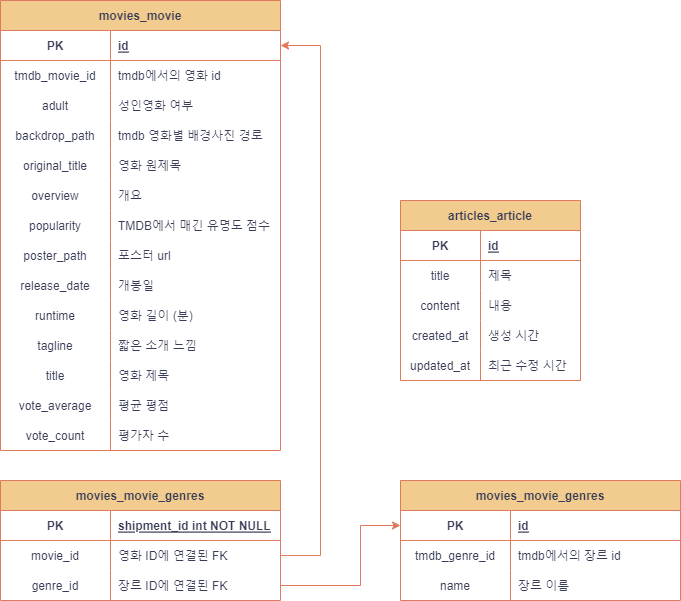 movies_movie
PK id
tmdb_movie_id tmdb에서의 영화 id
adult 성인영화 여부
backdrop_path tmdb 영화별 배경사진 경로
original_title 영화 원제목
overview 개요
popularity TMDB에서 매긴 유명도 점수
poster_path 포스터 url
release_date 개봉일
runtime 영화 길이 (분)
tagline 짧은 소개 느낌
title 영화 제목
vote_average 평균 평점
vote_count 평가자 수
articles_article
PK id
title 제목
content 내용
created_at 생성 시간
updated_at 최근 수정 시간
movies_movie_genres
PK shipment_id int NOT NULL
movie_id 영화 ID에 연결된 FK
genre_id 장르 ID에 연결된 FK
movies_movie_genres
PK id
tmdb_genre_id tmdb에서의 장르 id
name 장르 이름